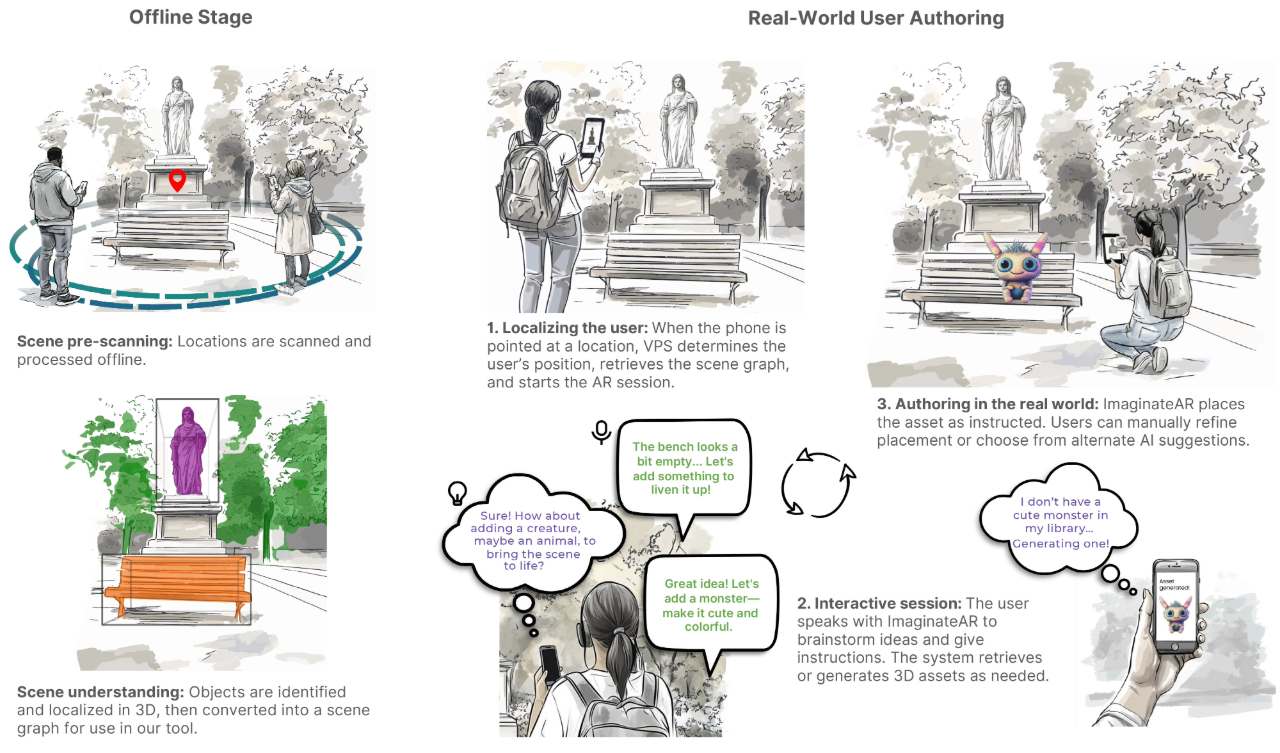 Offline Stage
Real-World User Authoring
Scene pre-scanning: Locations are scanned and
processed offline.
Scene understanding: Objects are identified
and localized in 3D, then converted into a scene
graph for use in our tool.
1. Localizing the user: When the phone is
pointed at a location, VPS determines the
user's position, retrieves the scene graph,
and starts the AR session.
The bench looks a
bit empty... Let's
add something to
liven it up!
Sure! How about
adding a creature,
maybe an animal, to
bring the scene
to life?
Great idea! Let's
add a monster—
make it cute and
colorful.
2. Interactive session: The user
speaks with ImaginateAR to
brainstorm ideas and give
instructions. The system retrieves
or generates 3D assets as needed.
3. Authoring in the real world: ImaginateAR places
the asset as instructed. Users can manually refine
placement or choose from alternate AI suggestions.
I don't have a
cute monster in
my library...
Generating one!
Asset
generated!